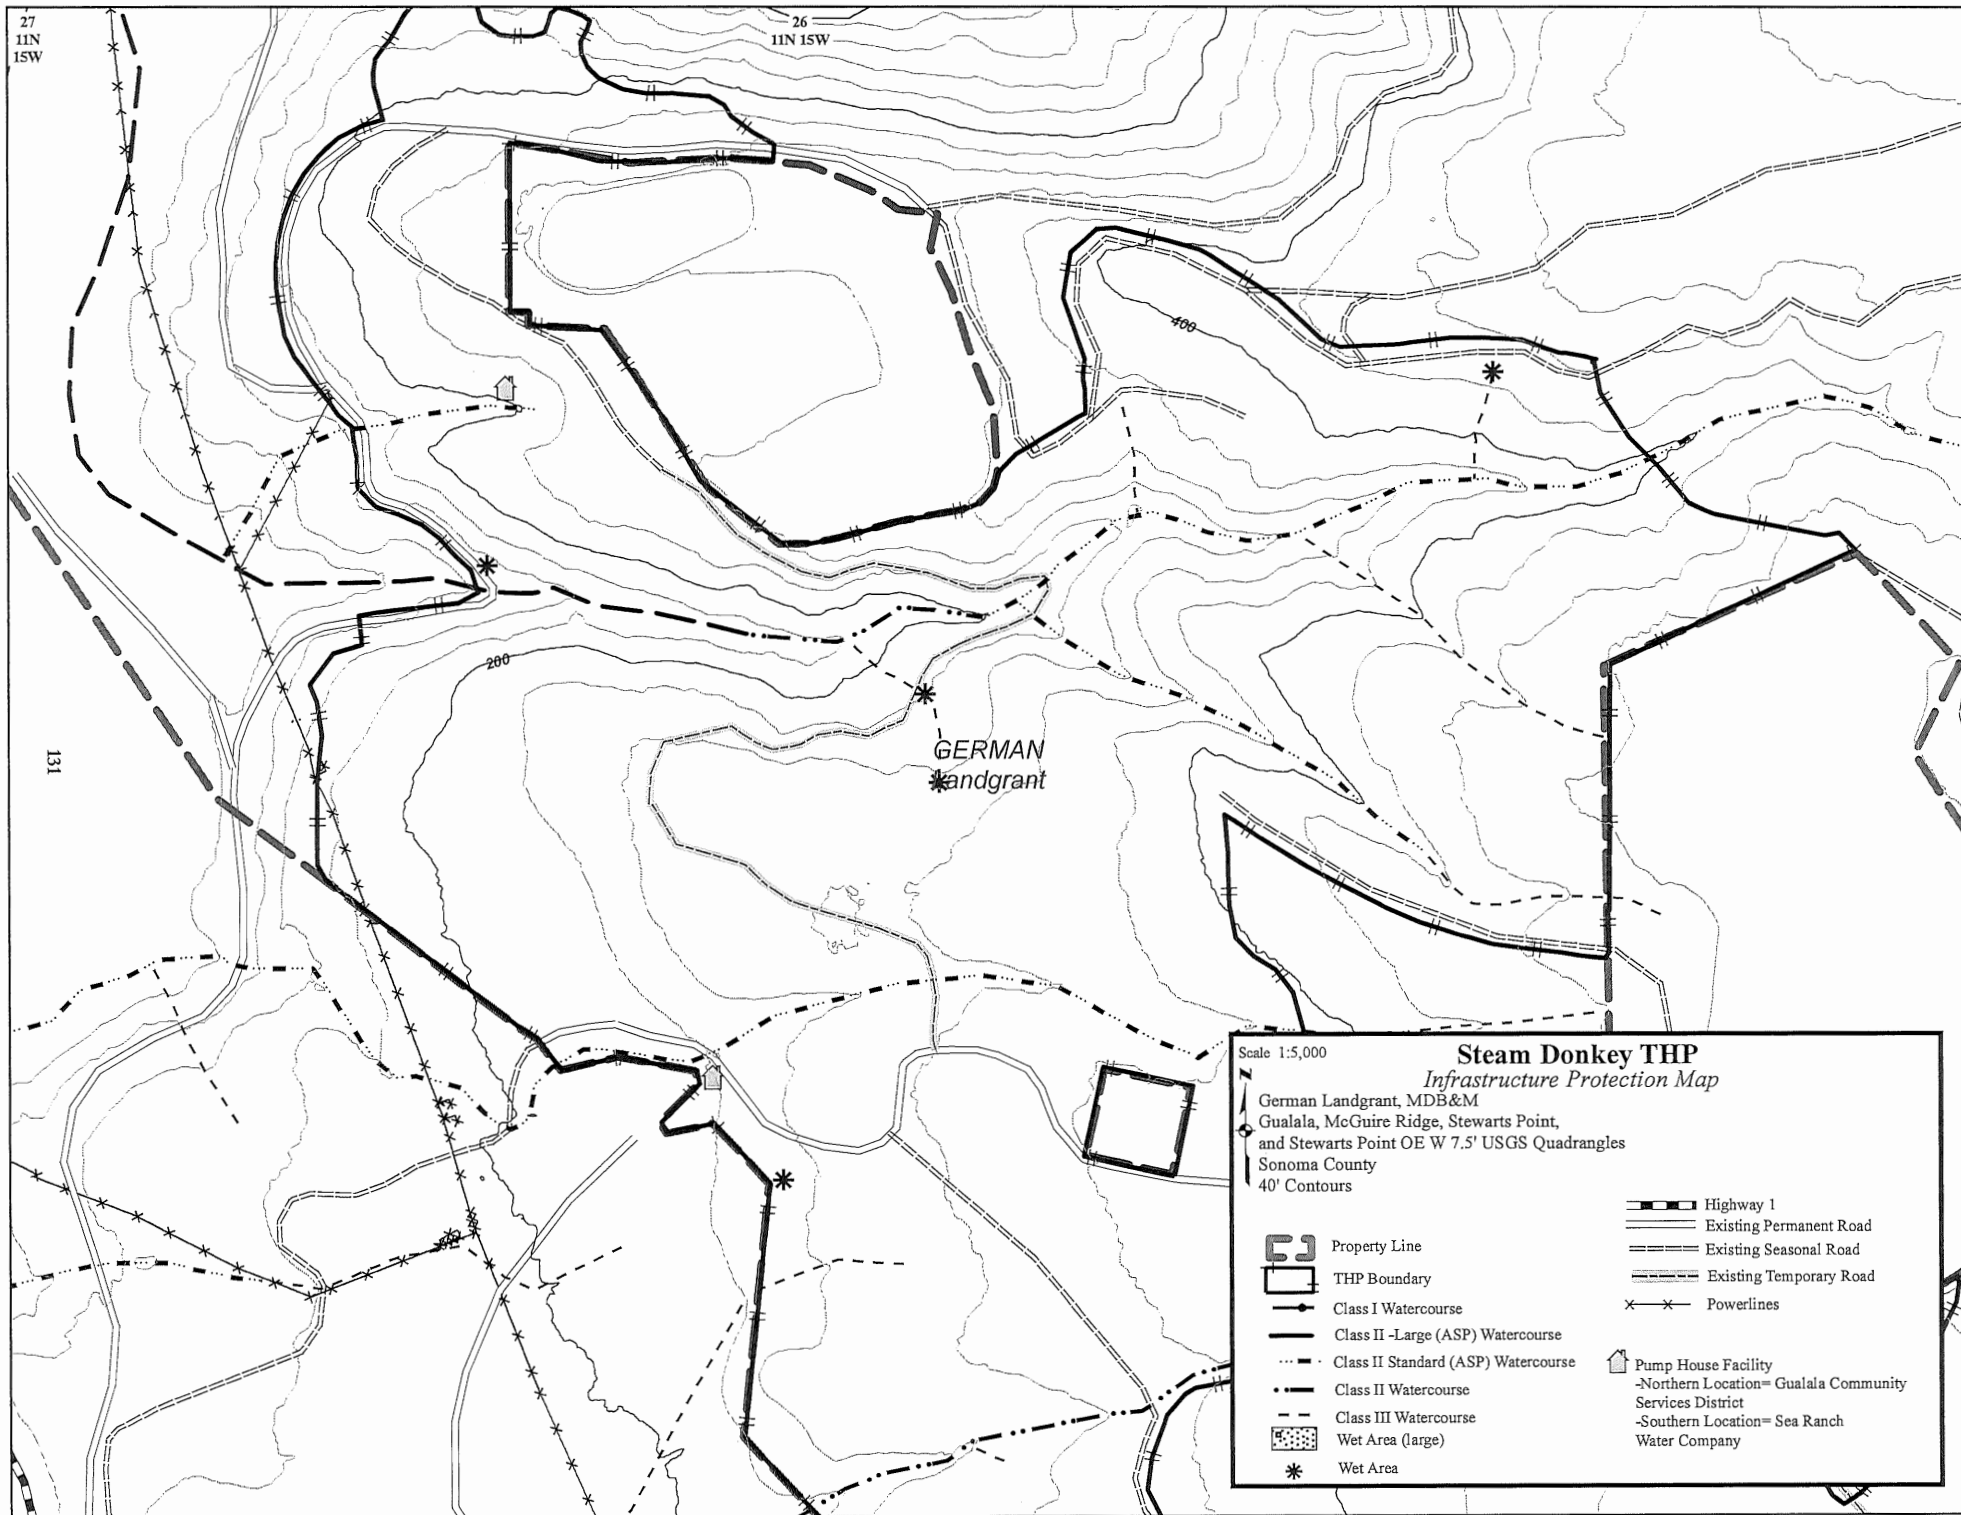 27
11N
15W
26
11N 15W
400
200
131
GERMAN
Landgrant
Scale 1:5,000
Steam Donkey THP
Infrastructure Protection Map
N
German Landgrant, MDB&M
Gualala, McGuire Ridge, Stewarts Point,
and Stewarts Point OE W 7.5' USGS Quadrangles
Sonoma County
40' Contours
Property Line
THP Boundary
Class I Watercourse
Class II -Large (ASP) Watercourse
Class II Standard (ASP) Watercourse
Class II Watercourse
Class III Watercourse
Wet Area (large)
Wet Area
Highway 1
Existing Permanent Road
Existing Seasonal Road
Existing Temporary Road
Powerlines
Pump House Facility
-Northern Location= Gualala Community
Services District
-Southern Location= Sea Ranch
Water Company